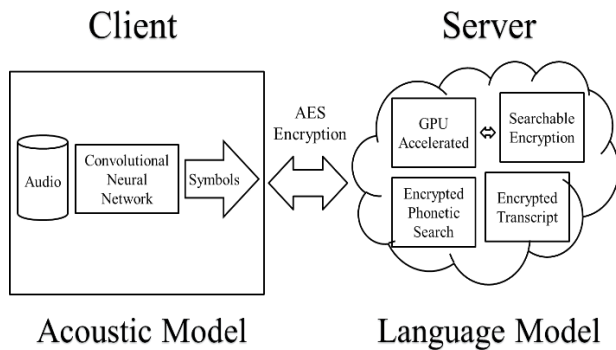 Client
Server
Audio
Convolutional
Neural
Network
Symbols
AES
Encryption
GPU
Accelerated
Searchable
Encryption
Encrypted
Phonetic
Search
Encrypted
Transcript
Acoustic Model
Language Model